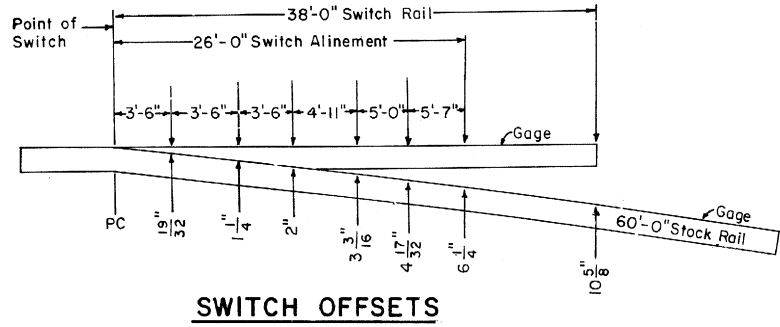 38'-0" Switch Rail
Point of
Switch
26'-0" Switch Alinement
3'-6" 3'-6" 3'-6" 4'-11" 5'-0" 5'-7"
Gage
PC
19/32" 1 1/4" 2" 3 3/16" 4 17/32" 6 1/4" 10 5/8"
Gage
60'-0" Stock Rail
SWITCH OFFSETS